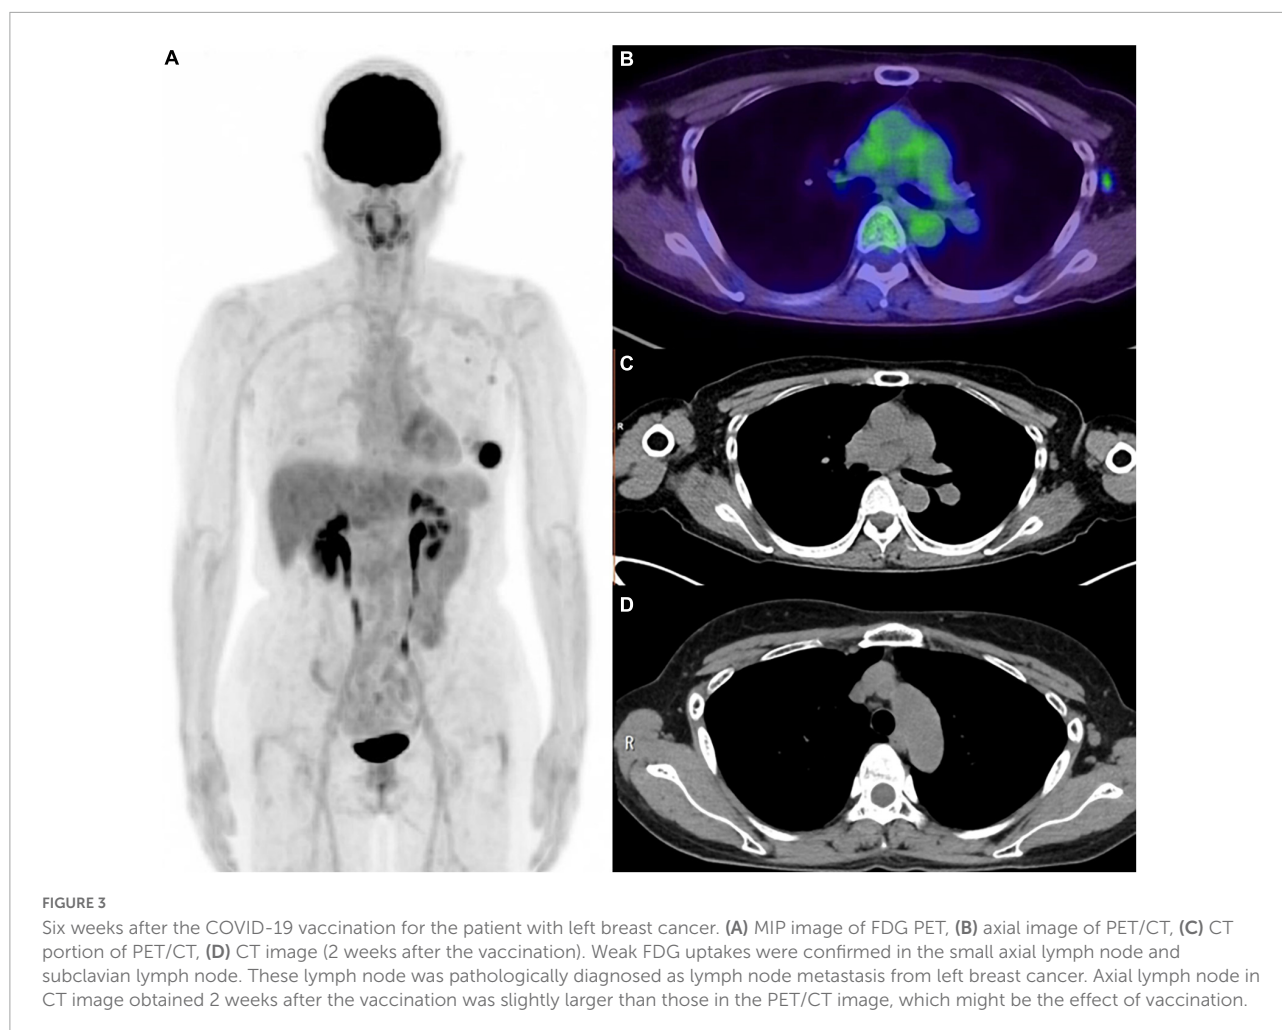 A
B
C
R
D
R
FIGURE 3
Six weeks after the COVID-19 vaccination for the patient with left breast cancer. (A) MIP image of FDG PET, (B) axial image of PET/CT, (C) CT
portion of PET/CT, (D) CT image (2 weeks after the vaccination). Weak FDG uptakes were confirmed in the small axial lymph node and
subclavian lymph node. These lymph node was pathologically diagnosed as lymph node metastasis from left breast cancer. Axial lymph node in
CT image obtained 2 weeks after the vaccination was slightly larger than those in the PET/CT image, which might be the effect of vaccination.